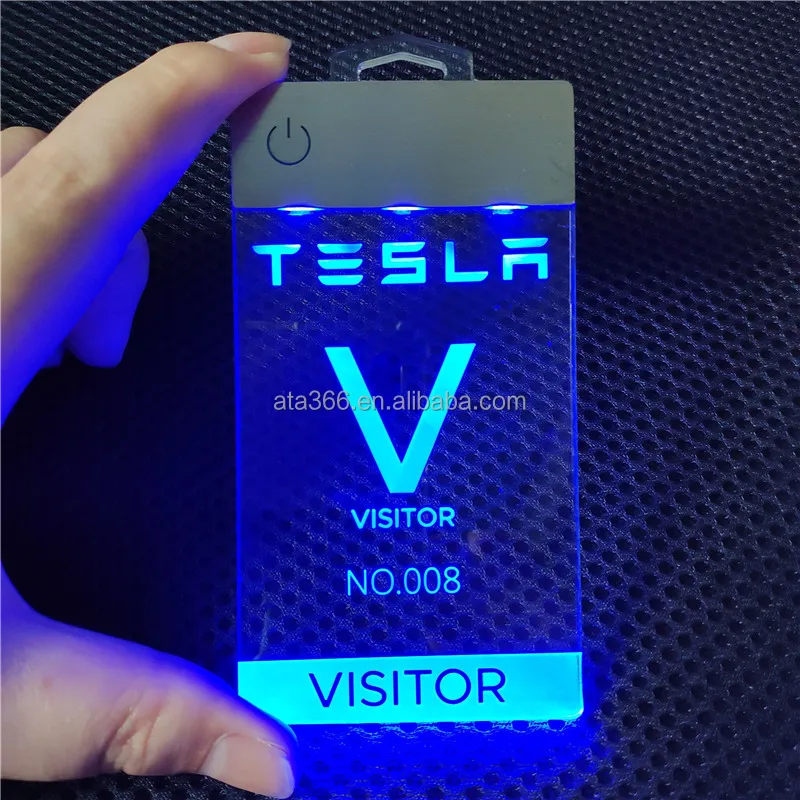 TESLA
V
ata366.en.alibaba.com
VISITOR
NO.008
VISITOR